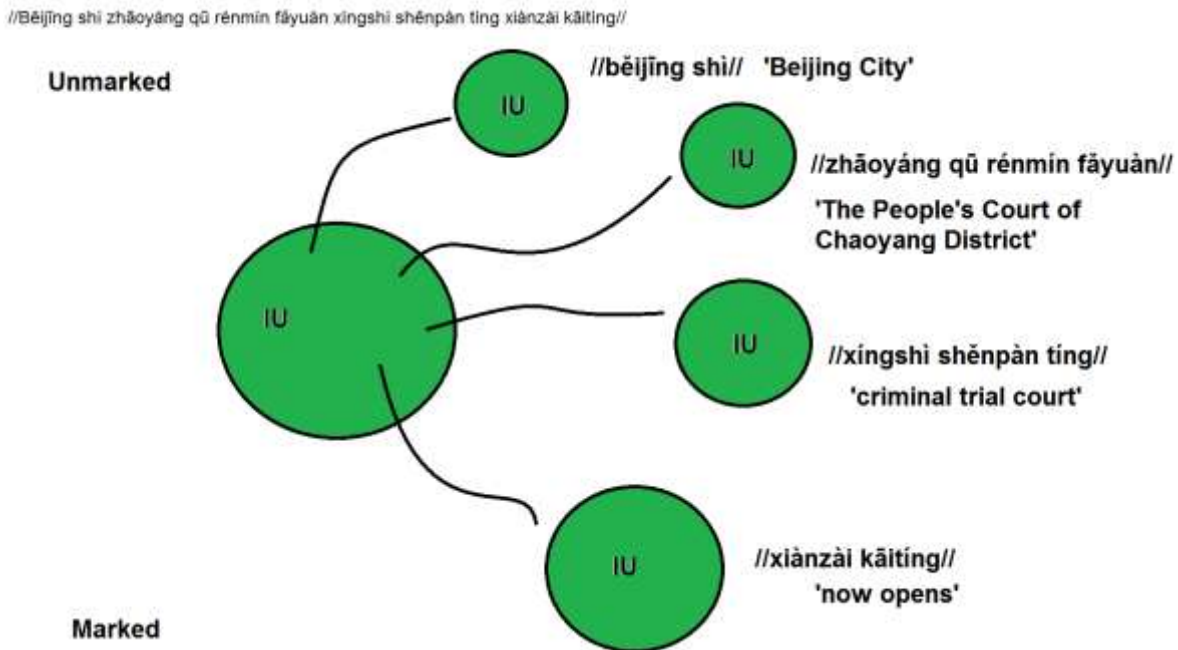 //Bēijīng shì zhāoyáng qū rénmín fǎyuàn xíngshì shěnpàn tíng xiànzài kāitíng//
Unmarked
IU
//běijīng shì// 'Beijing City'
IU
//zhāoyáng qū rénmín fǎyuàn//
'The People's Court of
Chaoyang District'
IU
IU
//xíngshì shěnpàn tíng//
'criminal trial court'
IU
//xiànzài kāitíng//
'now opens'
Marked